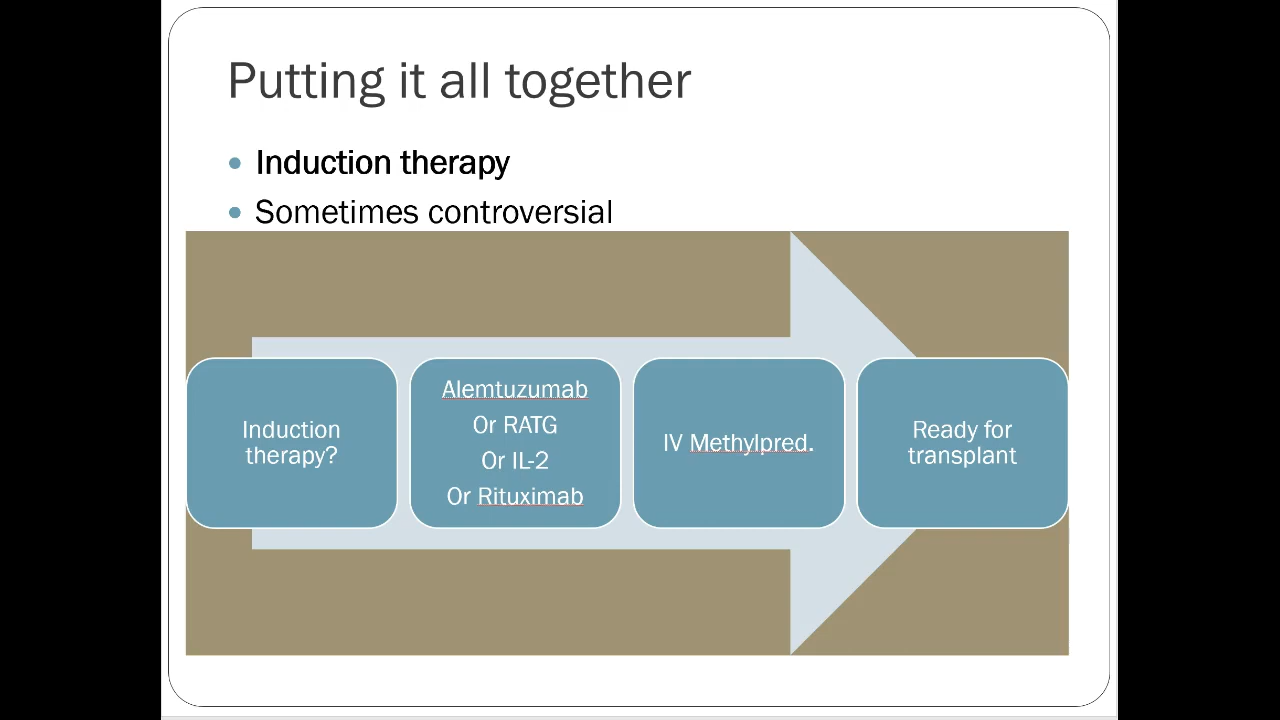 Putting it all together
Induction therapy
Sometimes controversial
Induction
therapy?
Alemtuzumab
Or RATG
Or IL-2
Or Rituximab
IV Methylpred.
Ready for
transplant